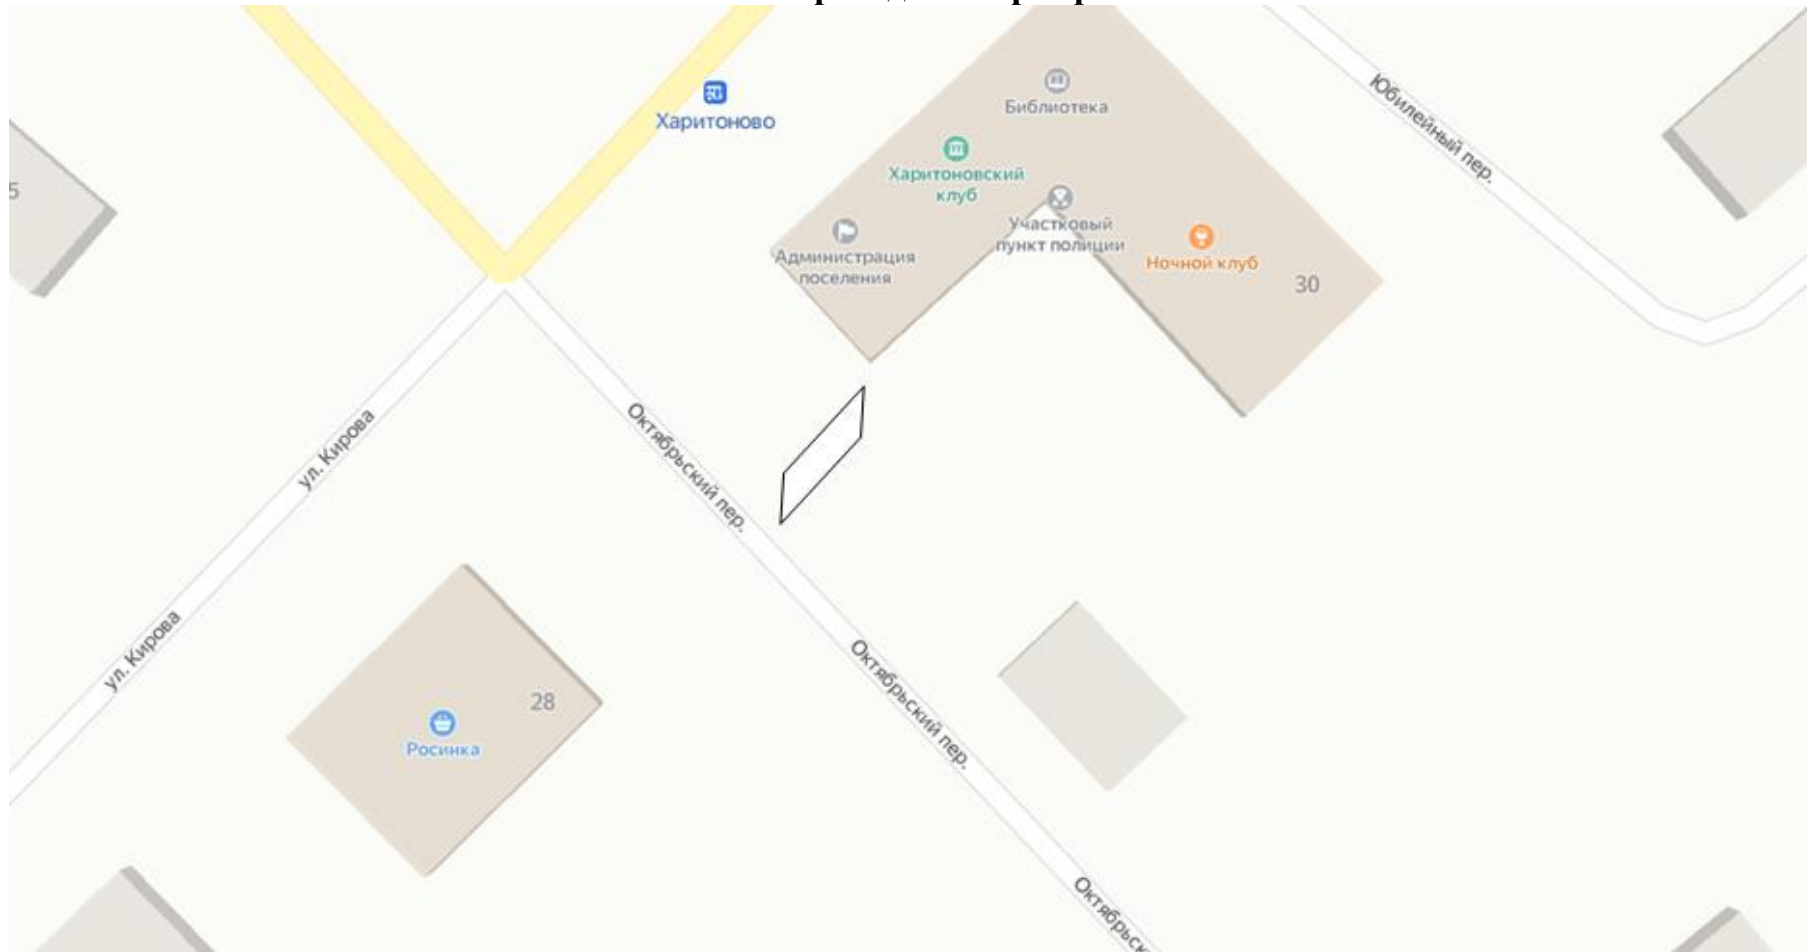 Библиотека
Харитоново
Харитоновский
клуб
Участковый
пункт полиции
Администрация
поселения
Ночной клуб
30
Юбилейный пер.
5
ул. Кирова
Октябрьский пер.
ул. Кирова
Октябрьский пер.
28
Росинка
Октябрьск